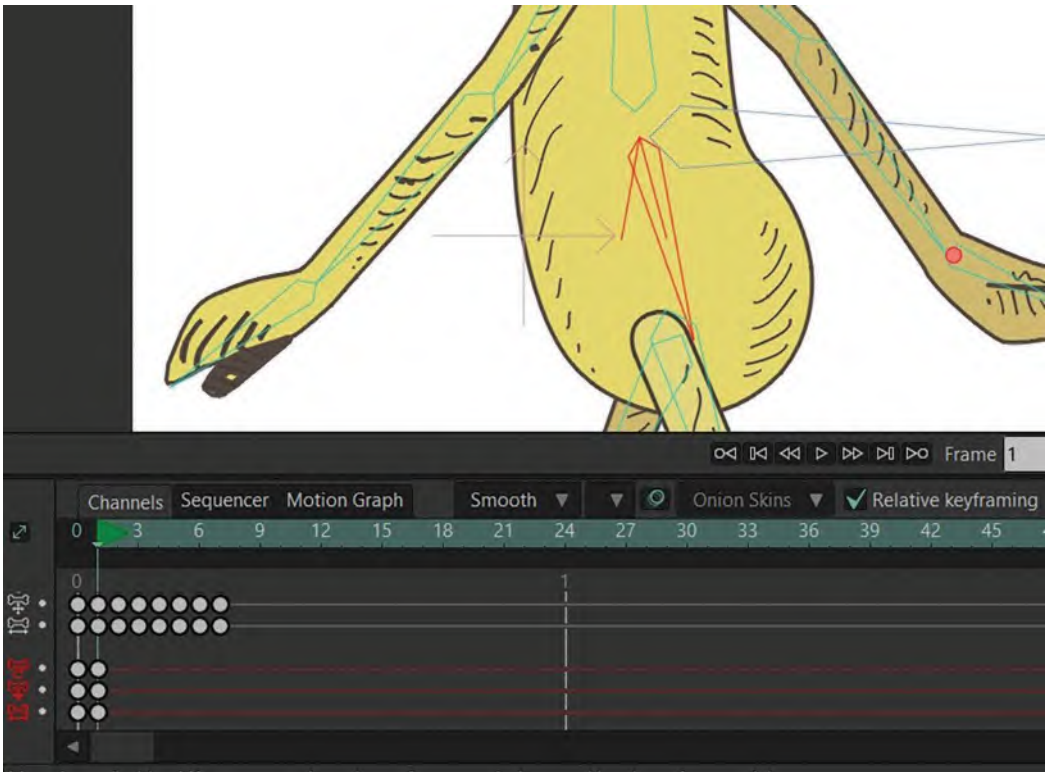 Frame 1
Channels Sequencer Motion Graph Smooth Onion Skins Relative keyframing
0 3 6 9 12 15 18 21 24 27 30 33 36 39 42 45
0 1